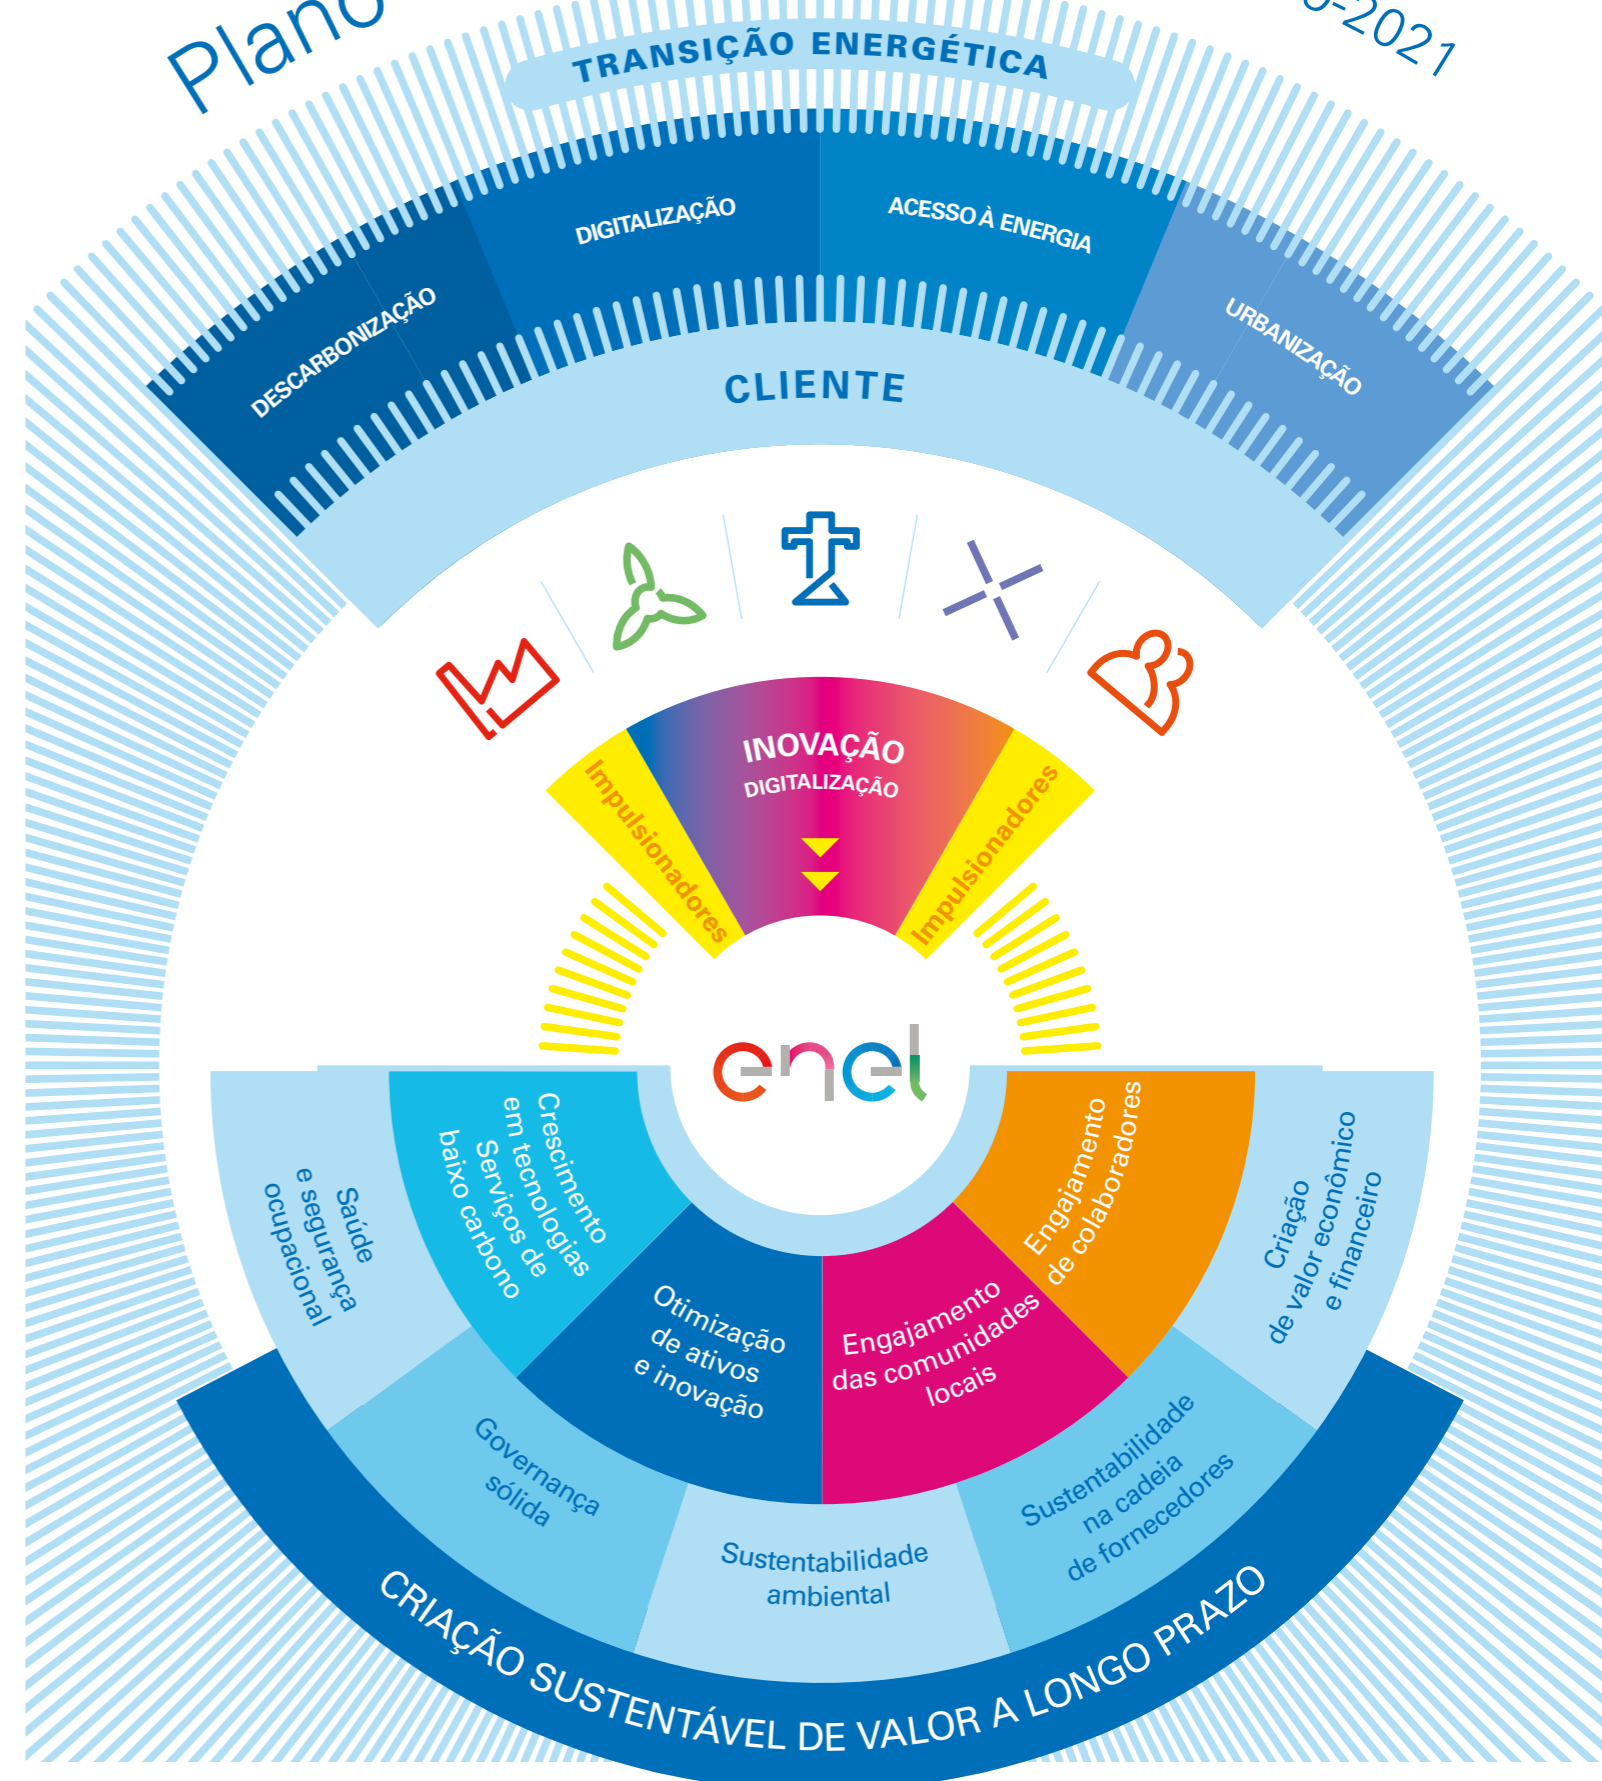 Plano
-2021
TRANSIÇÃO ENERGÉTICA
DESCARBONIZAÇÃO
DIGITALIZAÇÃO
ACESSO À ENERGIA
URBANIZAÇÃO
CLIENTE
Impulsionadores
INOVAÇÃO
DIGITALIZAÇÃO
Impulsionadores
enel
Crescimento
em tecnologias
Serviços de
baixo carbono
Otimização
de ativos
e inovação
Engajamento
das comunidades
locais
Engajamento
de colaboradores
Saúde
e segurança
ocupacional
Governança
sólida
Sustentabilidade
ambiental
Sustentabilidade
na cadeia
de fornecedores
Criação
de valor econômico
e financeiro
CRIAÇÃO SUSTENTÁVEL DE VALOR A LONGO PRAZO